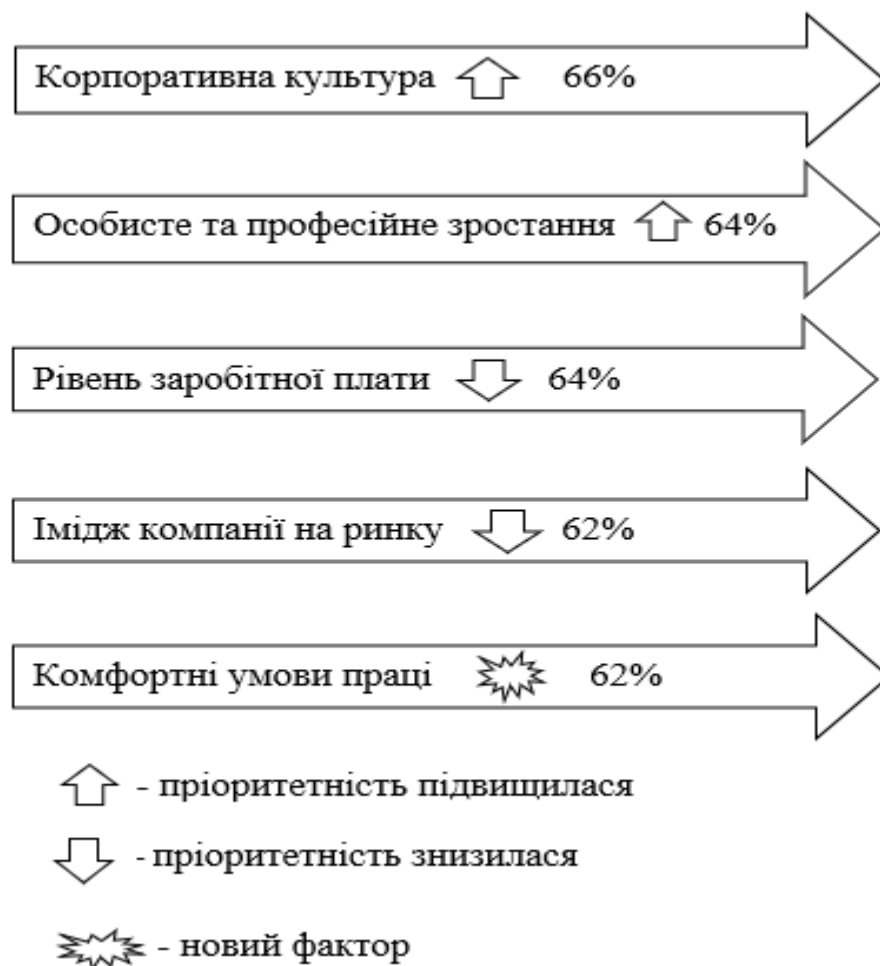 Корпоративна культура 66%
Особисте та професійне зростання 64%
Рівень заробітної плати 64%
Імідж компанії на ринку 62%
Комфортні умови праці 62%
- пріоритетність підвищилася
- пріоритетність знизилася
- новий фактор